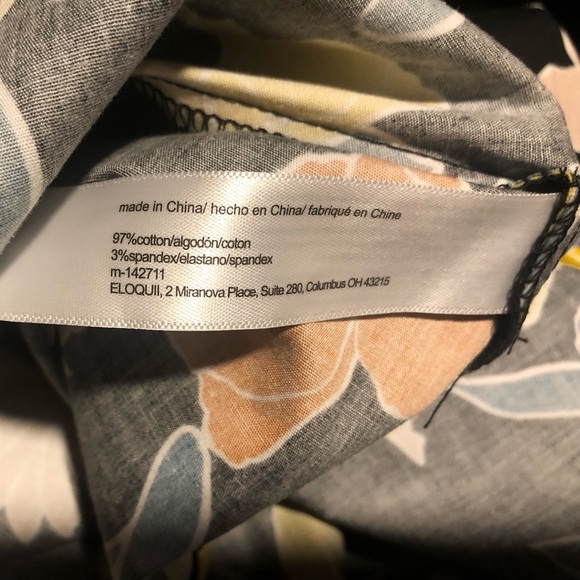 made in China/ hecho en China/ fabriqué en Chine
97%cotton/algodón/coton
3%spandex/elastano/spandex
m-142711
ELOQUII, 2 Miranova Place, Suite 280, Columbus OH 43215